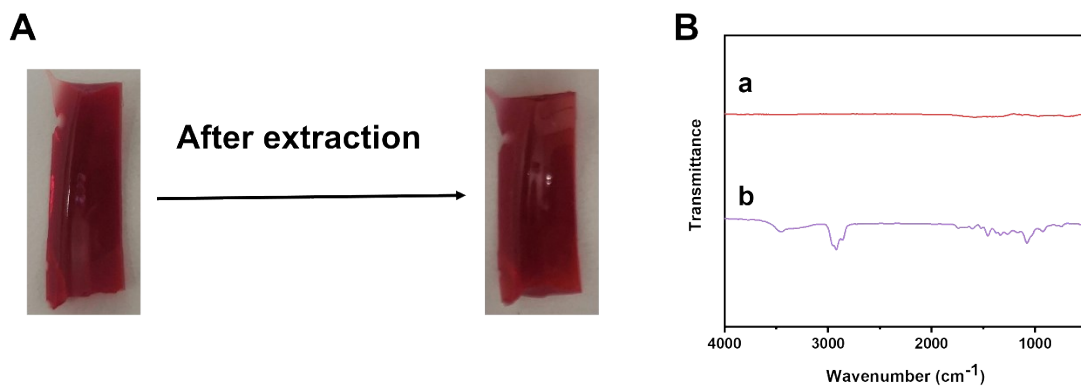 A
After extraction
B
a
b
Transmittance
4000
3000
2000
1000
Wavenumber (cm⁻¹)